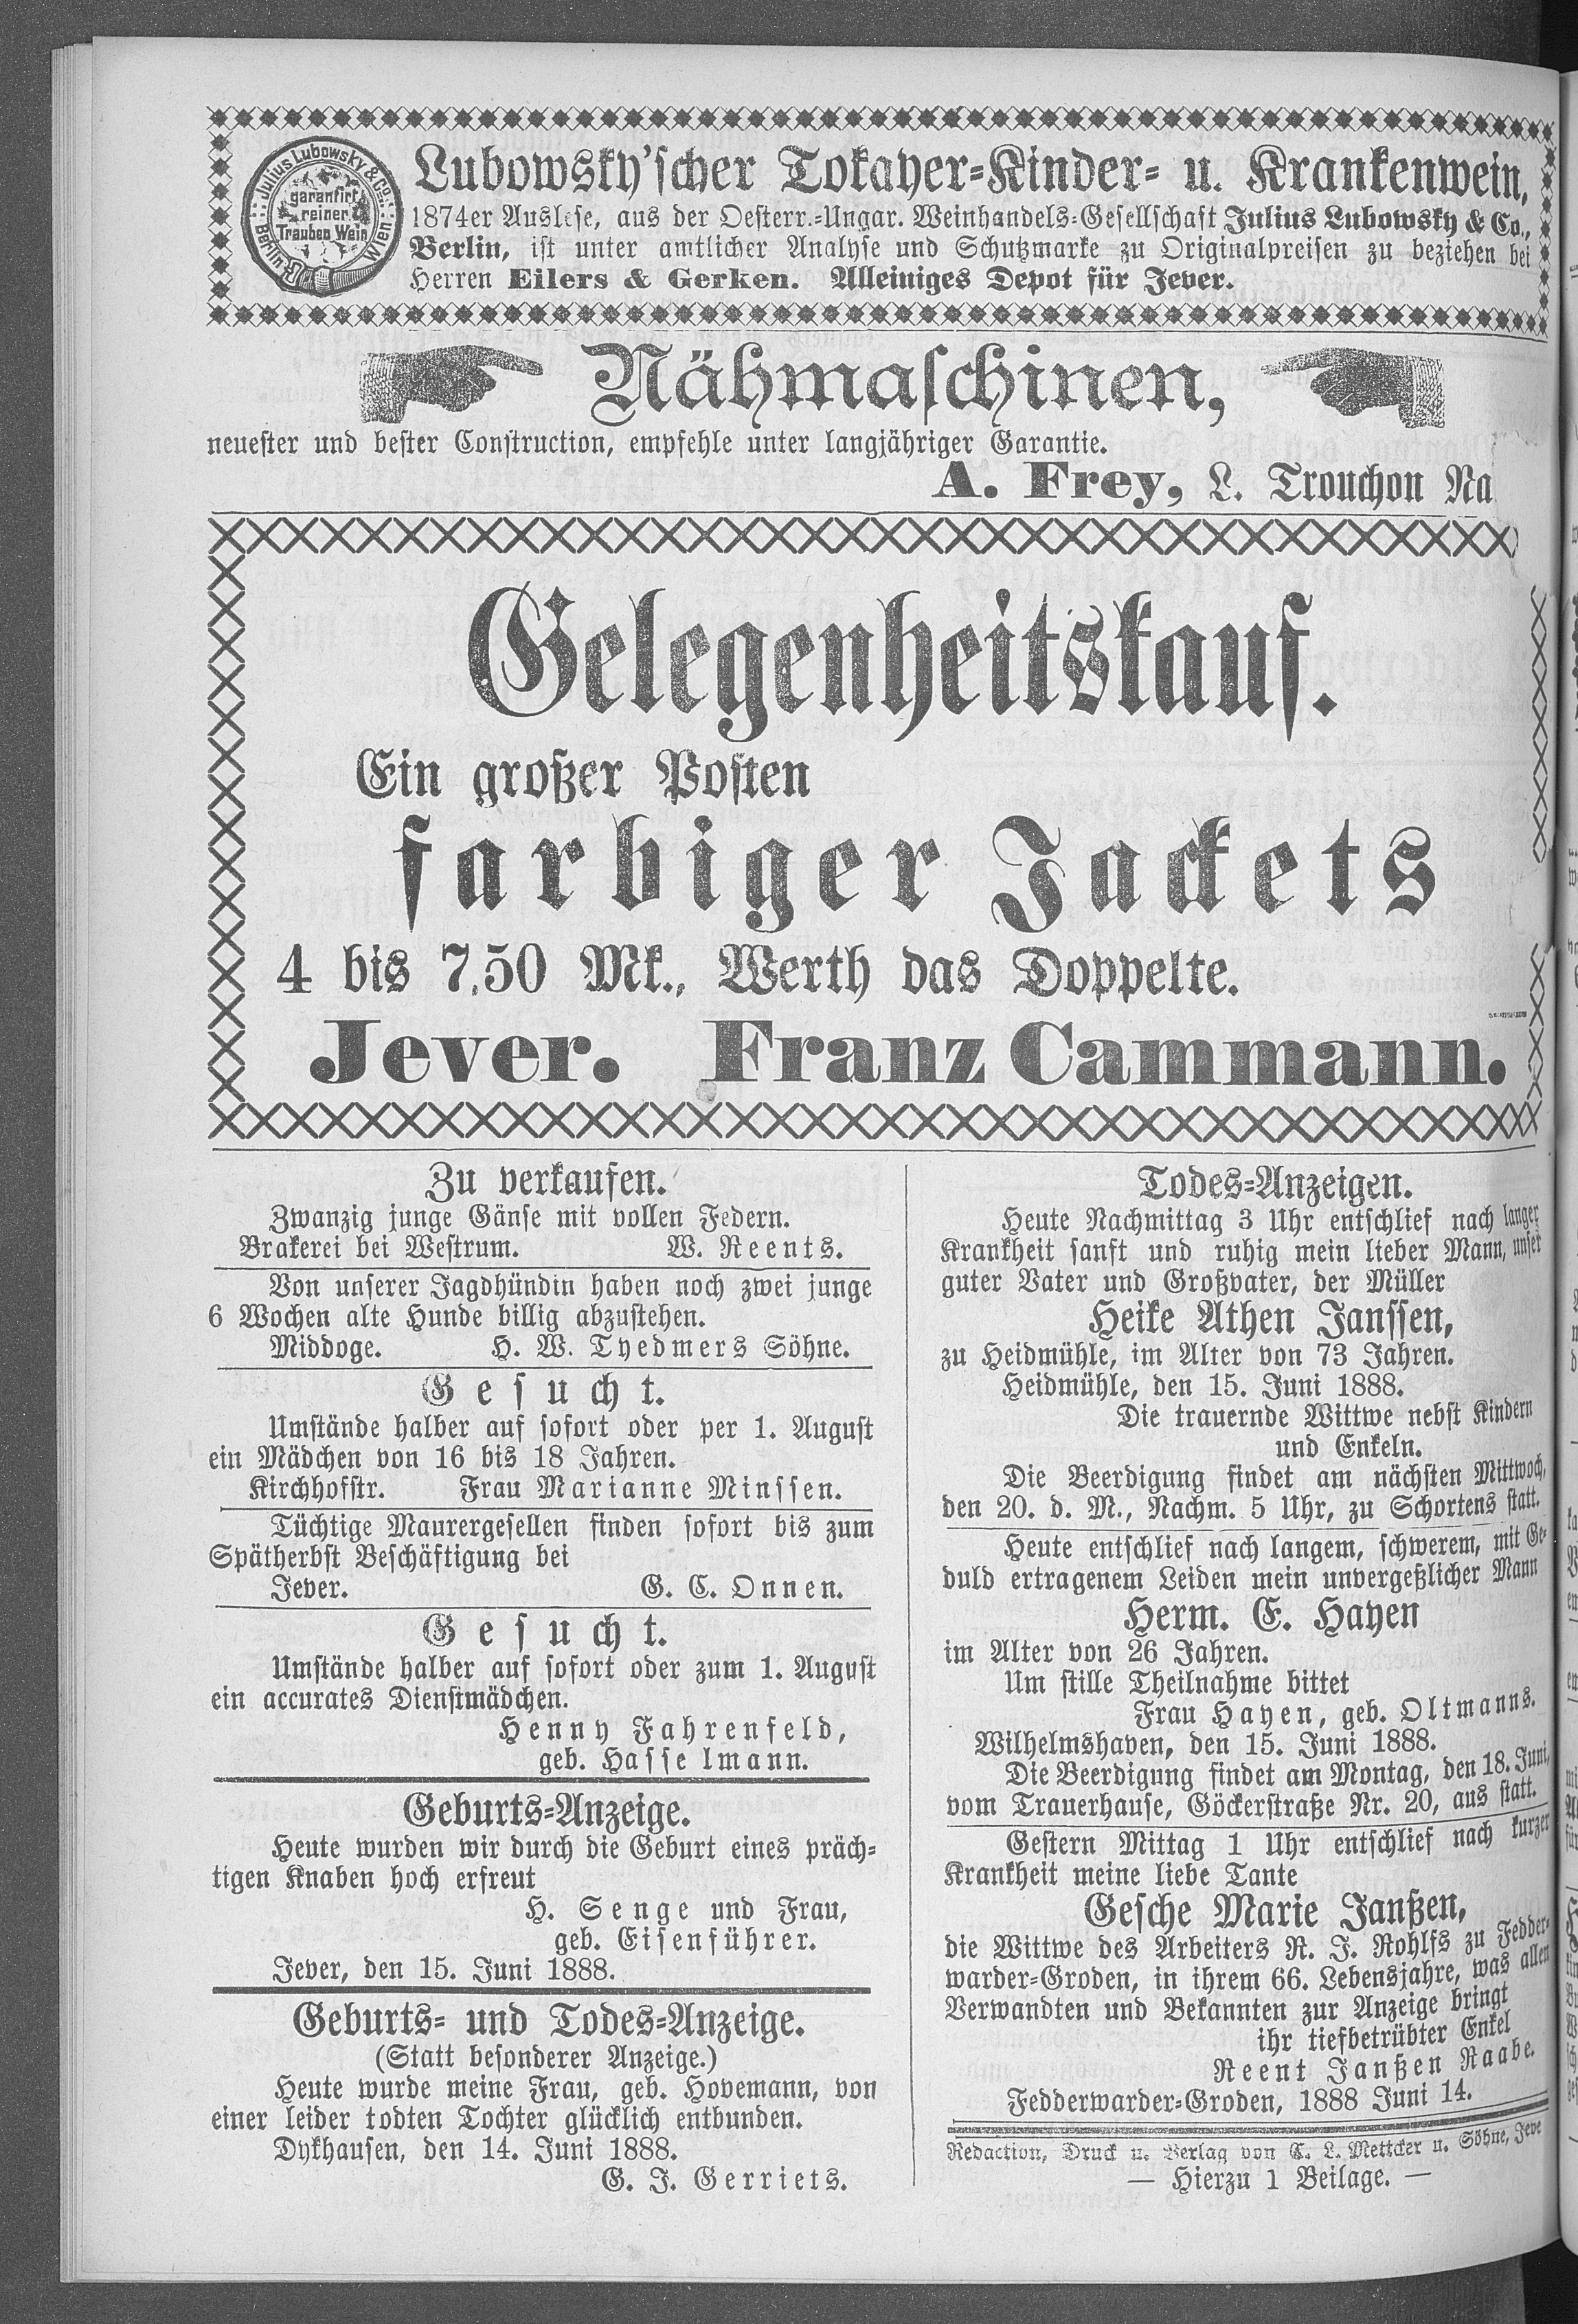 Julius Lubowsky & Co.
Berlin
Wien
garantirt
reiner
Trauben Wein
Lubowsky'scher Tokayer-Kinder- u. Krankenwein,
1874er Auslese, aus der Oesterr.-Ungar. Weinhandels-Gesellschaft Julius Lubowsky & Co.,
Berlin, ist unter amtlicher Analyse und Schutzmarke zu Originalpreisen zu beziehen bei
Herren Eilers & Gerken. Alleiniges Depot für Jever.
Nähmaschinen,
neuester und bester Construction, empfehle unter langjähriger Garantie.
A. Frey, L. Trouchon Na
Gelegenheitskauf.
Ein großer Posten
farbiger Jackets
4 bis 7,50 Mk., Werth das Doppelte.
Jever. Franz Cammann.
Zu verkaufen.
Zwanzig junge Gänse mit vollen Federn.
Brakerei bei Westrum. W. Reents.
Von unserer Jagdhündin haben noch zwei junge
6 Wochen alte Hunde billig abzustehen.
Middoge. H. W. Tyedmers Söhne.
Gesucht.
Umstände halber auf sofort oder per 1. August
ein Mädchen von 16 bis 18 Jahren.
Kirchhofstr. Frau Marianne Minssen.
Tüchtige Maurergesellen finden sofort bis zum
Spätherbst Beschäftigung bei
Jever. G. C. Onnen.
Gesucht.
Umstände halber auf sofort oder zum 1. August
ein accurates Dienstmädchen.
Henny Fahrenfeld,
geb. Hasselmann.
Geburts-Anzeige.
Heute wurden wir durch die Geburt eines präch-
tigen Knaben hoch erfreut
H. Senge und Frau,
geb. Eisenführer.
Jever, den 15. Juni 1888.
Geburts- und Todes-Anzeige.
(Statt besonderer Anzeige.)
Heute wurde meine Frau, geb. Hovemann, von
einer leider todten Tochter glücklich entbunden.
Dykhausen, den 14. Juni 1888.
G. J. Gerriets.
Todes-Anzeigen.
Heute Nachmittag 3 Uhr entschlief nach langer
Krankheit sanft und ruhig mein lieber Mann, unser
guter Vater und Großvater, der Müller
Heike Athen Janssen,
zu Heidmühle, im Alter von 73 Jahren.
Heidmühle, den 15. Juni 1888.
Die trauernde Wittwe nebst Kindern
und Enkeln.
Die Beerdigung findet am nächsten Mittwoch,
den 20. d. M., Nachm. 5 Uhr, zu Schortens statt.
Heute entschlief nach langem, schwerem, mit Ge-
duld ertragenem Leiden mein unvergeßlicher Mann
Herm. E. Hayen
im Alter von 26 Jahren.
Um stille Theilnahme bittet
Frau Hayen, geb. Oltmanns.
Wilhelmshaven, den 15. Juni 1888.
Die Beerdigung findet am Montag, den 18. Juni,
vom Trauerhause, Göckerstraße Nr. 20, aus statt.
Gestern Mittag 1 Uhr entschlief nach kurzer
Krankheit meine liebe Tante
Gesche Marie Janßen,
die Wittwe des Arbeiters R. J. Rohlfs zu Fedder-
warder-Groden, in ihrem 66. Lebensjahre, was allen
Verwandten und Bekannten zur Anzeige bringt
ihr tiefbetrübter Enkel
Reent Janßen Raabe.
Fedderwarder-Groden, 1888 Juni 14.
Redaction, Druck u. Verlag von C. L. Mettcker u. Söhne, Jeve
— Hierzu 1 Beilage. —